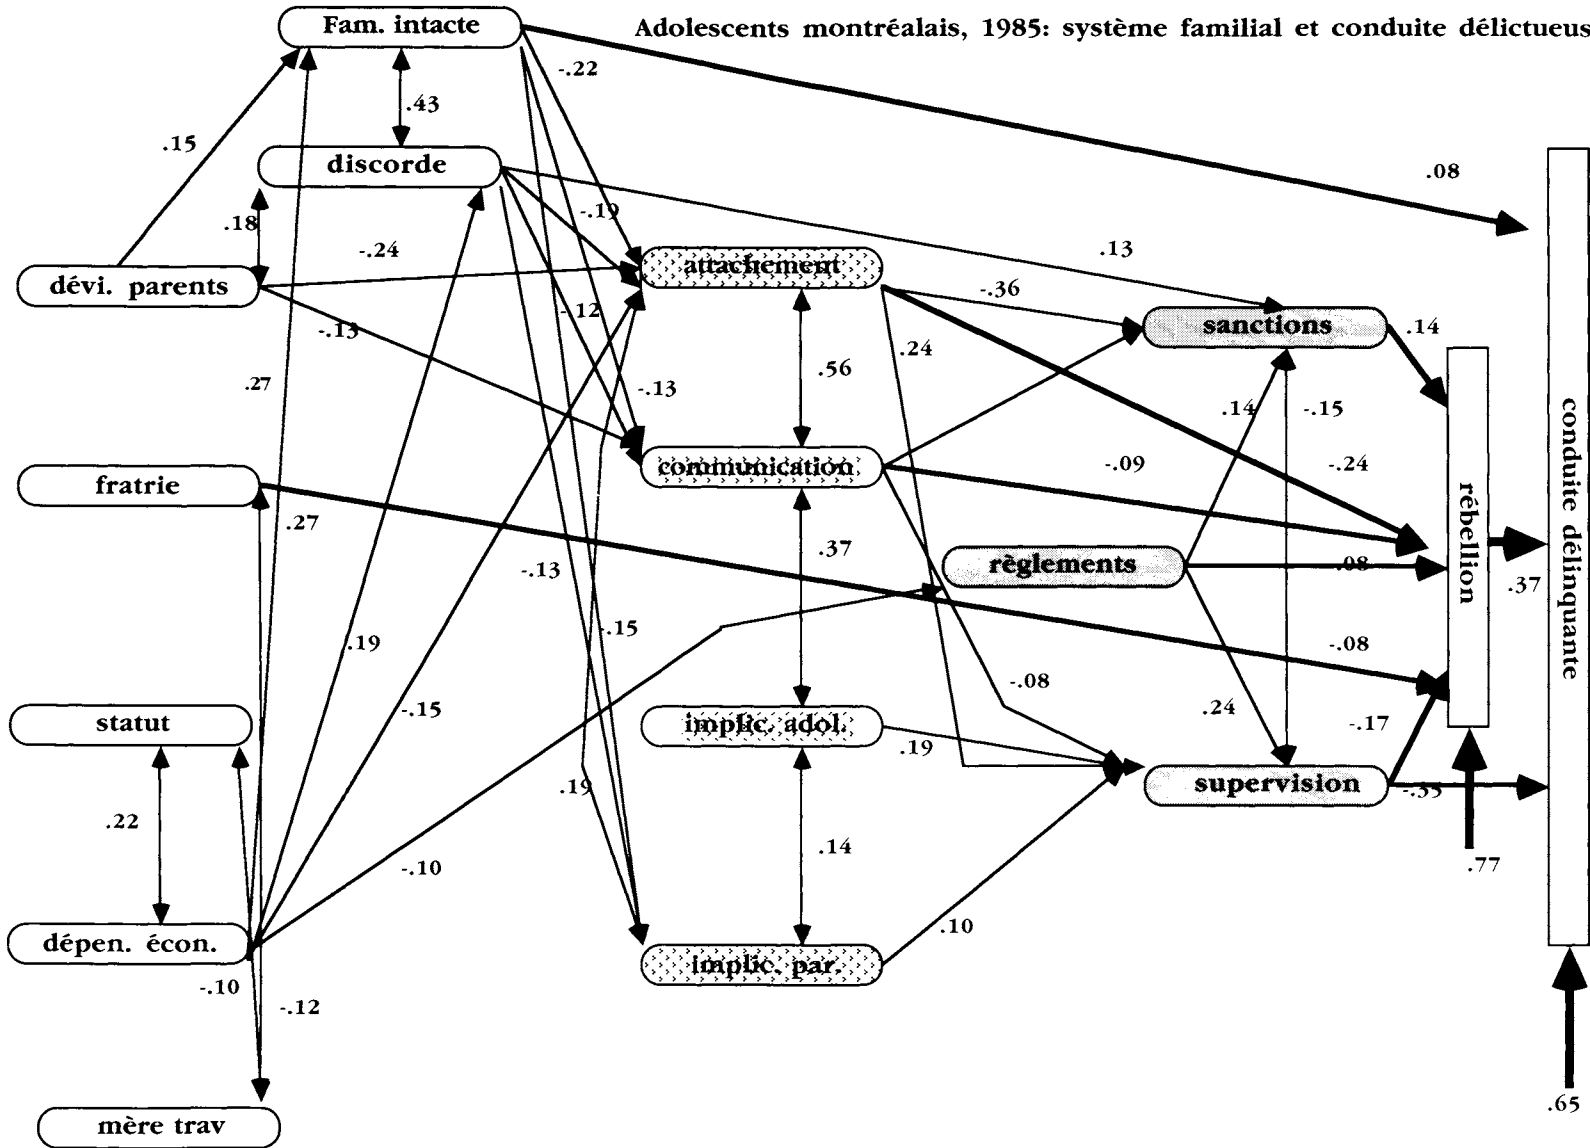 Fam. intacte
Adolescents montréalais, 1985: système familial et conduite délictueus
-.22
.43
.15
discorde
.08
.18
-.19
-.24
.13
attachement
dévi. parents
-.36
-.12
sanctions
.14
-.13
.24
.56
.27
-.13
.14
-.15
communication
-.09
-.24
fratrie
.27
.37
-.13
règlements
.08
rébellion
.37
conduite délinquante
.19
-.15
-.08
-.08
-.15
statut
implic. adol.
.19
.24
-.17
.19
supervision
-.35
.22
.14
-.10
.77
.10
dépen. écon.
implic. par.
-.10
-.12
.65
mère trav